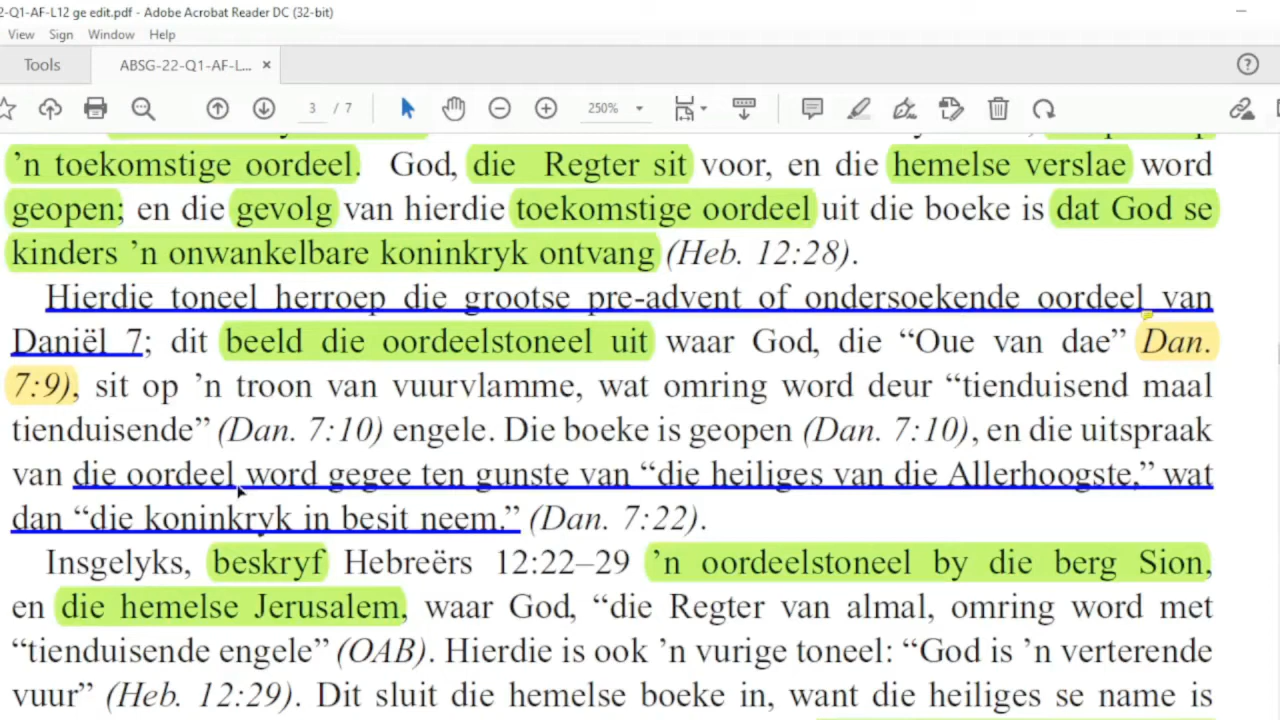 2-Q1-AF-L12 ge edit.pdf - Adobe Acrobat Reader DC (32-bit)
View Sign Window Help
Tools ABSG-22-Q1-AF-L... ×
3 / 7 250%
'n toekomstige oordeel. God, die Regter sit voor, en die hemelse verslae word
geopen; en die gevolg van hierdie toekomstige oordeel uit die boeke is dat God se
kinders 'n onwankelbare koninkryk ontvang (Heb. 12:28).
Hierdie toneel herroep die grootse pre-advent of ondersoekende oordeel van
Daniël 7; dit beeld die oordeelstoneel uit waar God, die “Oue van dae” Dan.
7:9), sit op 'n troon van vuurvlamme, wat omring word deur “tienduisend maal
tienduisende” (Dan. 7:10) engele. Die boeke is geopen (Dan. 7:10), en die uitspraak
van die oordeel word gegee ten gunste van “die heiliges van die Allerhoogste,” wat
dan “die koninkryk in besit neem.” (Dan. 7:22).
Insgelyks, beskryf Hebreërs 12:22–29 'n oordeelstoneel by die berg Sion,
en die hemelse Jerusalem, waar God, “die Regter van almal, omring word met
“tienduisende engele” (OAB). Hierdie is ook 'n vurige toneel: “God is 'n verterende
vuur” (Heb. 12:29). Dit sluit die hemelse boeke in, want die heiliges se name is